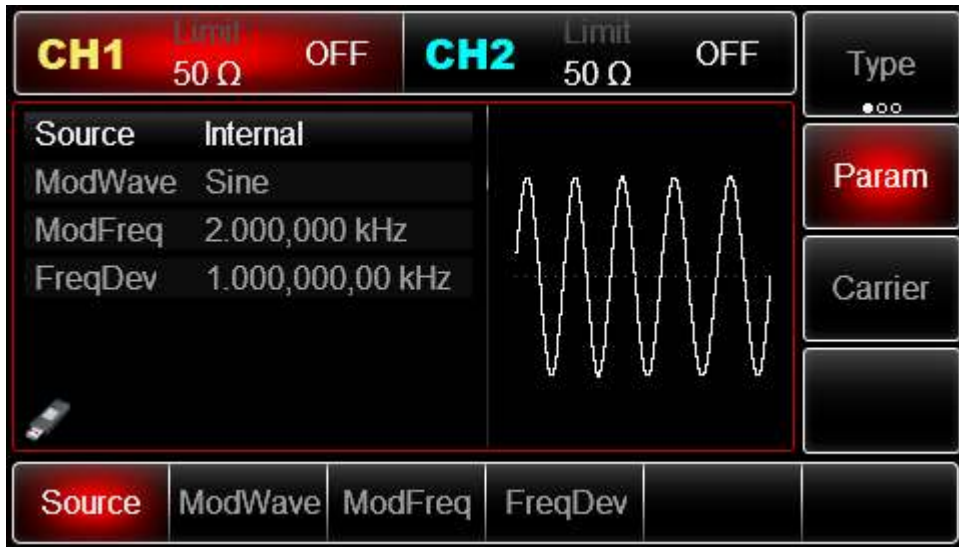 CH1 Limit 50 Ω OFF
CH2 Limit 50 Ω OFF
Type
Source Internal
ModWave Sine
ModFreq 2.000,000 kHz
FreqDev 1.000,000,00 kHz
Param
Carrier
Source ModWave ModFreq FreqDev